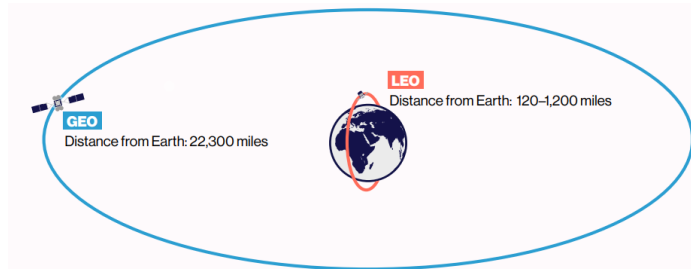 LEO
Distance from Earth: 120–1,200 miles
GEO
Distance from Earth: 22,300 miles